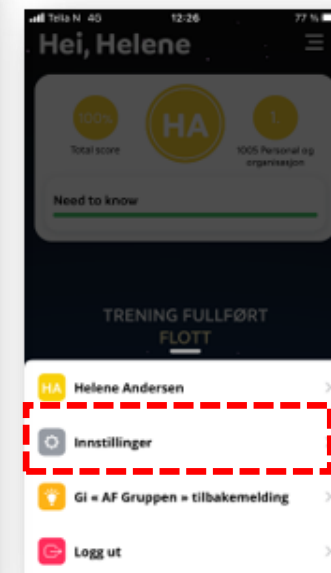 Telia N 4G 12:26 77 %
Hei, Helene
100% HA L
Total score 1005 Personal og
organisasjon
Need to know
TRENING FULLFØRT
FLOTT
HA Helene Andersen
Innstillinger
Gi « AF Gruppen » tilbakemelding
Logg ut